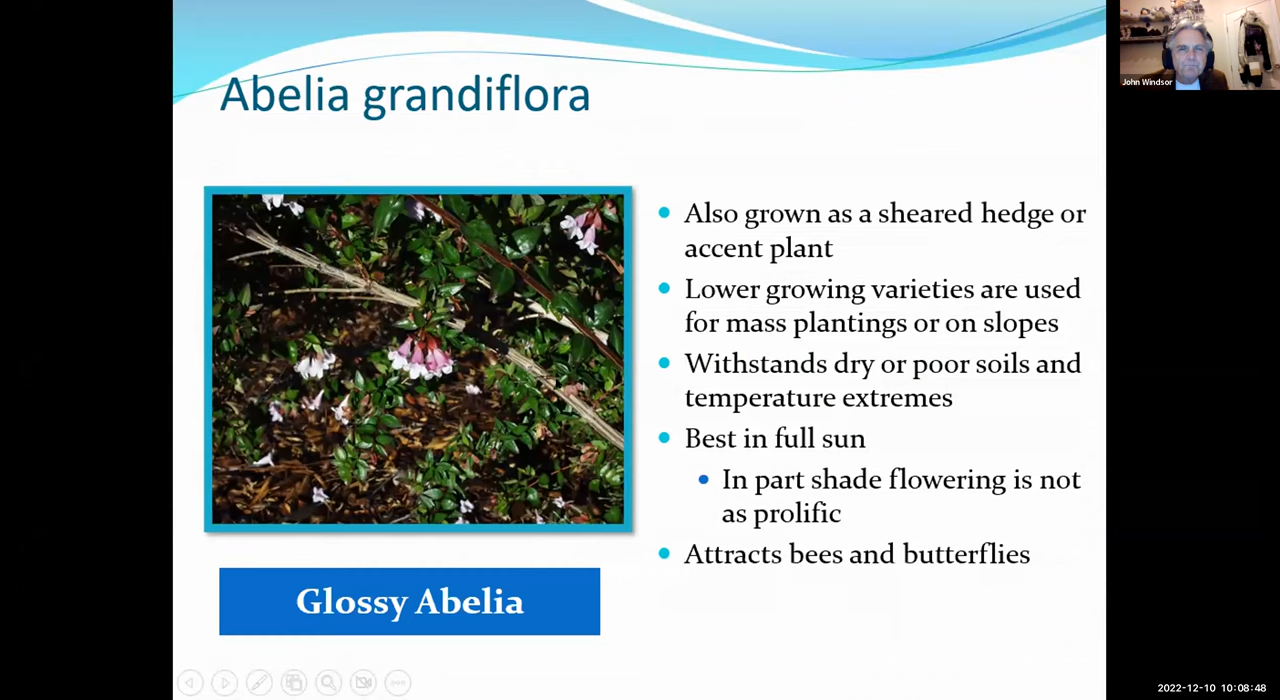 Abelia grandiflora
John Windsor
Also grown as a sheared hedge or
accent plant
Lower growing varieties are used
for mass plantings or on slopes
Withstands dry or poor soils and
temperature extremes
Best in full sun
In part shade flowering is not
as prolific
Attracts bees and butterflies
Glossy Abelia
2022-12-10 10:08:48